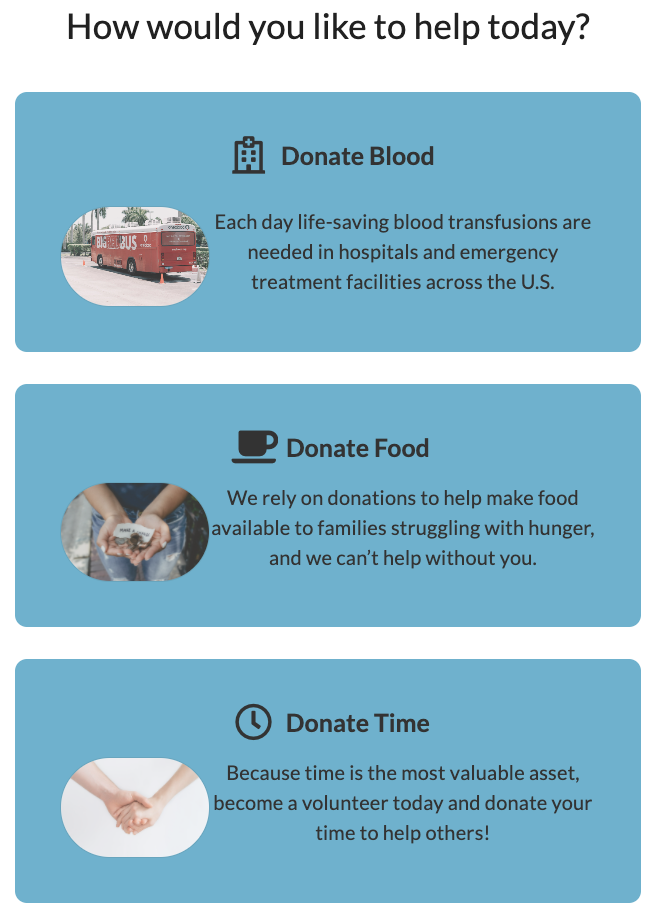 How would you like to help today?
Donate Blood
BIG RED BUS
Each day life-saving blood transfusions are
needed in hospitals and emergency
treatment facilities across the U.S.
Donate Food
We rely on donations to help make food
available to families struggling with hunger,
and we can’t help without you.
Donate Time
Because time is the most valuable asset,
become a volunteer today and donate your
time to help others!